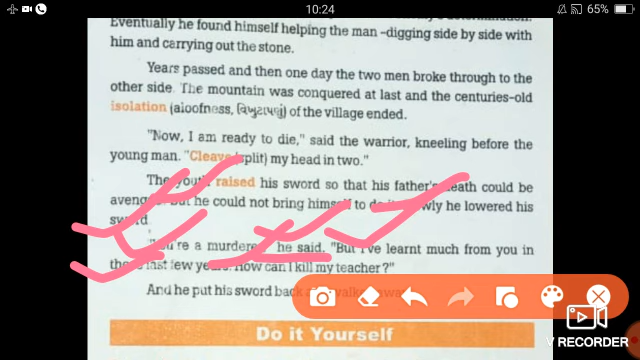 10:24
65%
Eventually he found himself helping the man –digging side by side with
him and carrying out the stone.
Years passed and then one day the two men broke through to the
other side. The mountain was conquered at last and the centuries-old
isolation (aloofness, ) of the village ended.
"Now, I am ready to die," said the warrior, kneeling before the
young man. "Cleave (split) my head in two."
The youth raised his sword so that his father's death could be
But he could not bring himself to he lowered his
sword
"You're a murderer," he said, "But I've learnt much from you in
last few years. How can I kill my teacher?"
And he put his sword back
Do it Yourself
V RECORDER